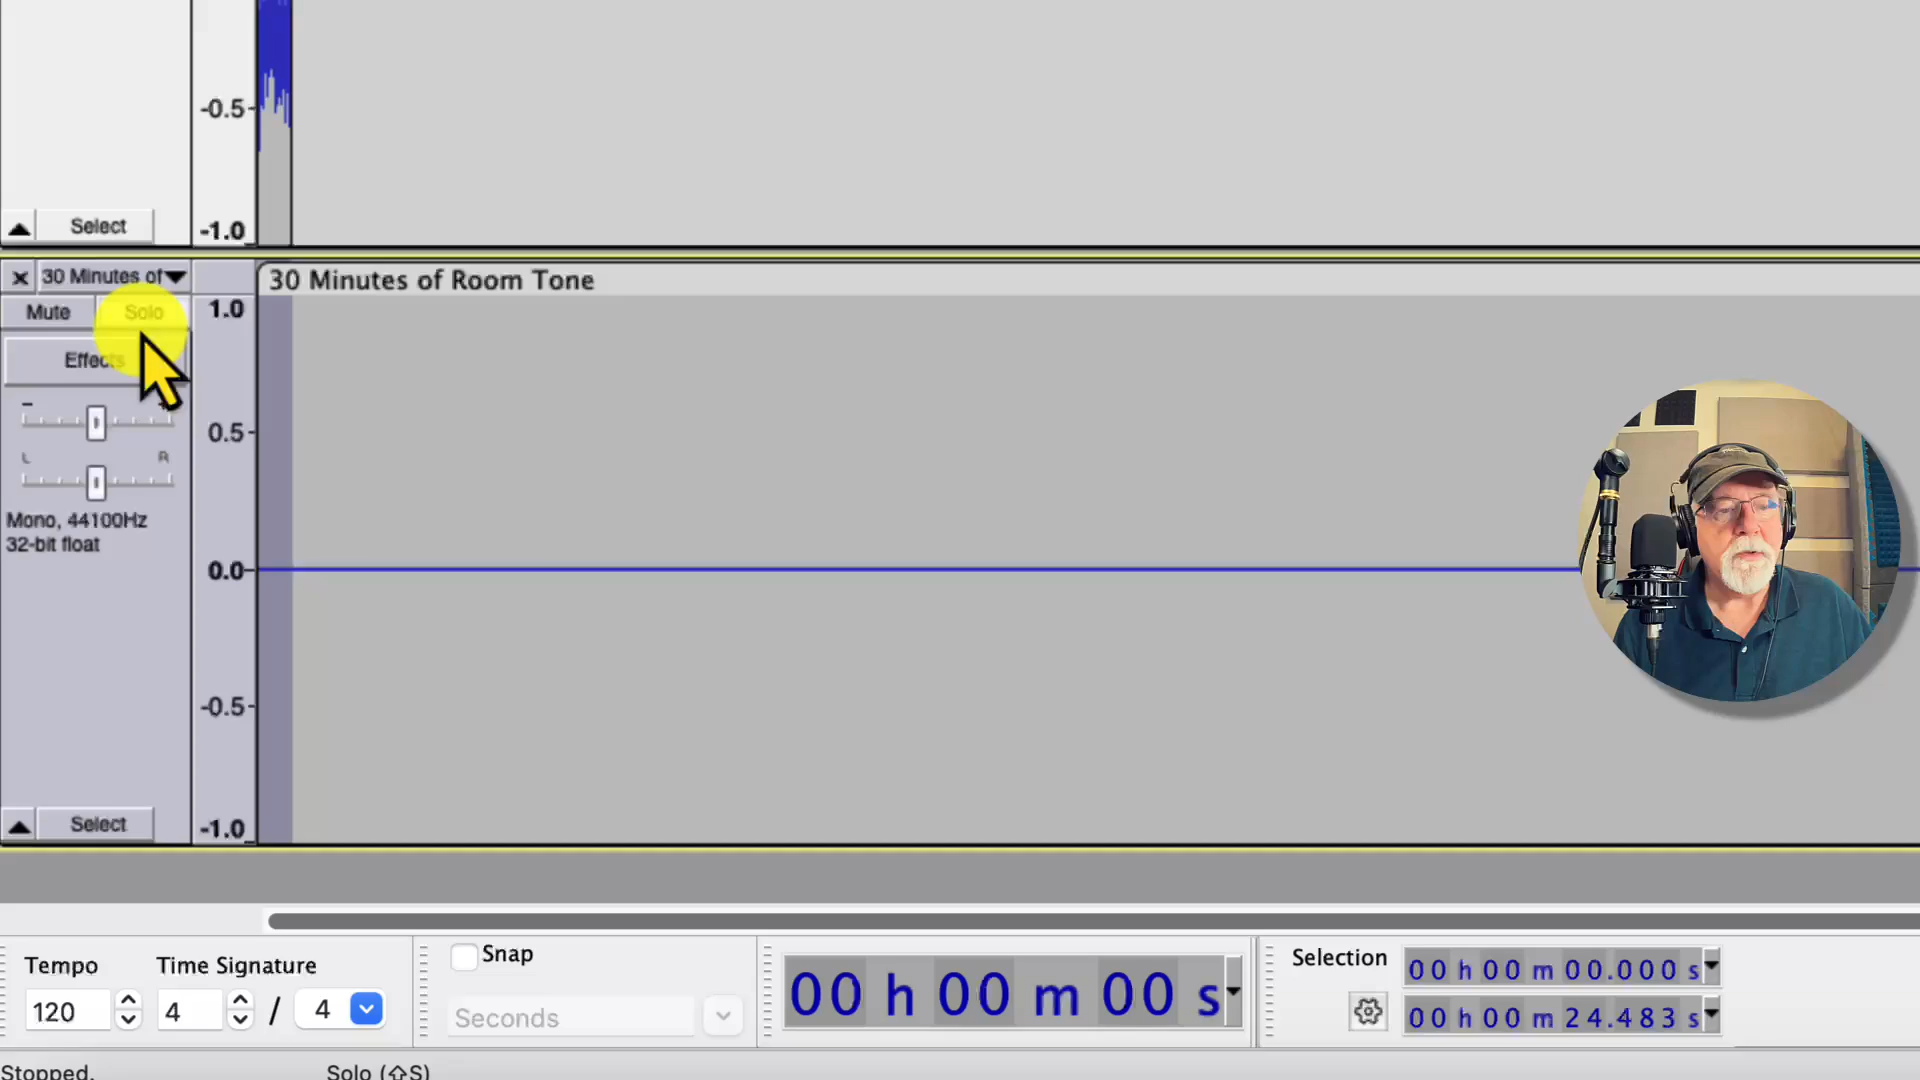 -0.5
Select
-1.0
30 Minutes of
30 Minutes of Room Tone
Mute
Solo
1.0
Effects
0.5
L
R
Mono, 44100Hz
32-bit float
0.0
-0.5
Select
-1.0
Tempo
Time Signature
Snap
Selection
120
4 / 4
Seconds
00 h 00 m 00 s
00 h 00 m 00.000 s
00 h 00 m 24.483 s
Stopped.
Solo (⇧S)